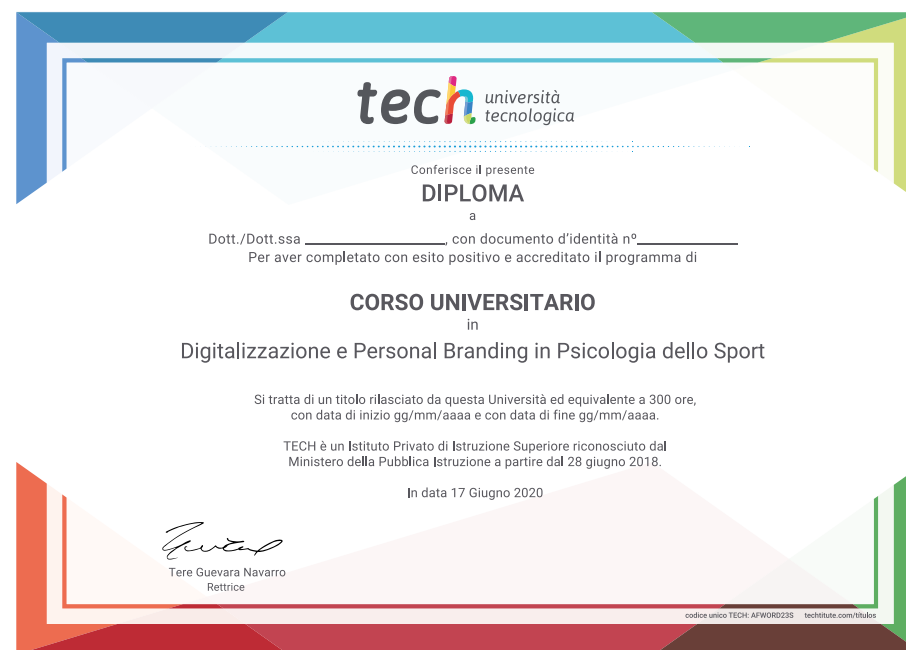 tech università
tecnologica
Conferisce il presente
DIPLOMA
a
Dott./Dott.ssa ____________________, con documento d'identità nº______________
Per aver completato con esito positivo e accreditato il programma di
CORSO UNIVERSITARIO
in
Digitalizzazione e Personal Branding in Psicologia dello Sport
Si tratta di un titolo rilasciato da questa Università ed equivalente a 300 ore,
con data di inizio gg/mm/aaaa e con data di fine gg/mm/aaaa.
TECH è un Istituto Privato di Istruzione Superiore riconosciuto dal
Ministero della Pubblica Istruzione a partire dal 28 giugno 2018.
In data 17 Giugno 2020
Tere Guevara Navarro
Rettrice
codice unico TECH: AFWORD23S techtitute.com/titulos